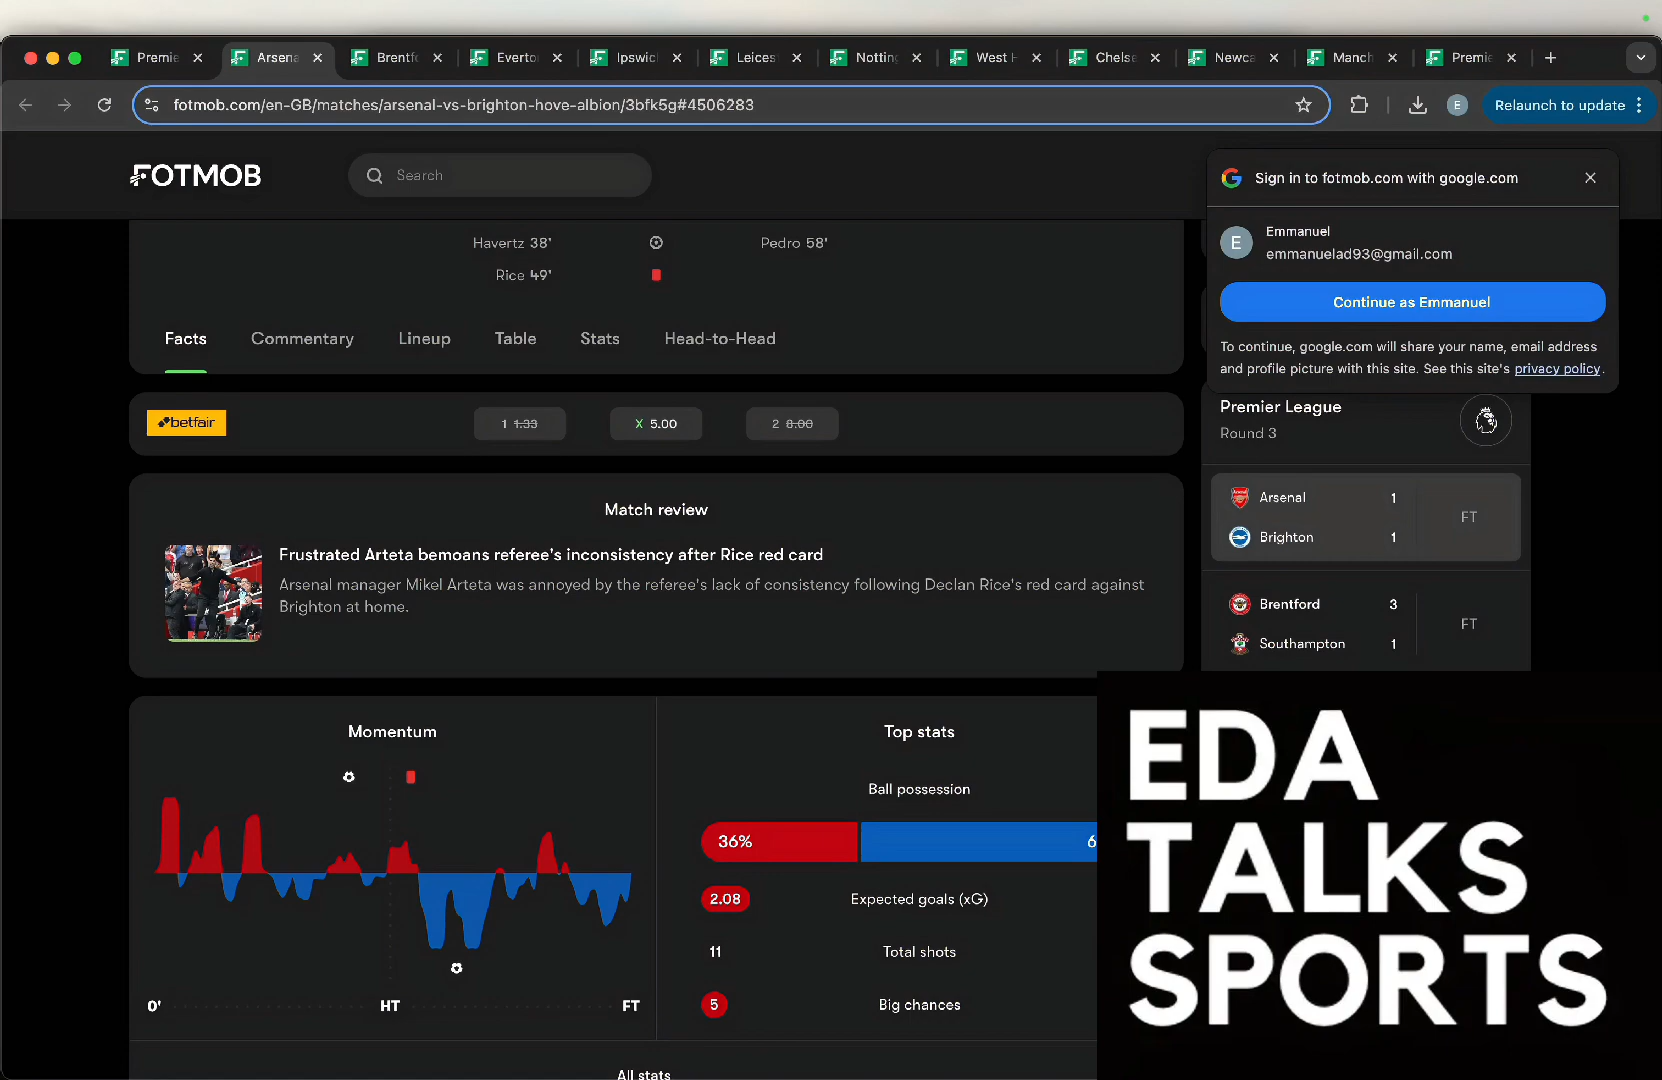 Premie
Arsena
Brentfo
Everto
Ipswic
Leices
Notting
West H
Chelse
Newca
Manch
Premie
fotmob.com/en-GB/matches/arsenal-vs-brighton-hove-albion/3bfk5g#4506283
E
Relaunch to update
FOTMOB
Search
Sign in to fotmob.com with google.com
E
Emmanuel
emmanuelad93@gmail.com
Continue as Emmanuel
To continue, google.com will share your name, email address
and profile picture with this site. See this site's privacy policy.
Havertz 38' Pedro 58'
Rice 49'
Facts Commentary Lineup Table Stats Head-to-Head
betfair 1 1.33 X 5.00 2 8.00
Match review
Frustrated Arteta bemoans referee's inconsistency after Rice red card
Arsenal manager Mikel Arteta was annoyed by the referee's lack of consistency following Declan Rice's red card against
Brighton at home.
Premier League
Round 3
Arsenal 1
FT
Brighton 1
Brentford 3
FT
Southampton 1
Momentum
0' HT FT
Top stats
Ball possession
36% 6
2.08 Expected goals (xG)
11 Total shots
5 Big chances
All stats
EDA
TALKS
SPORTS